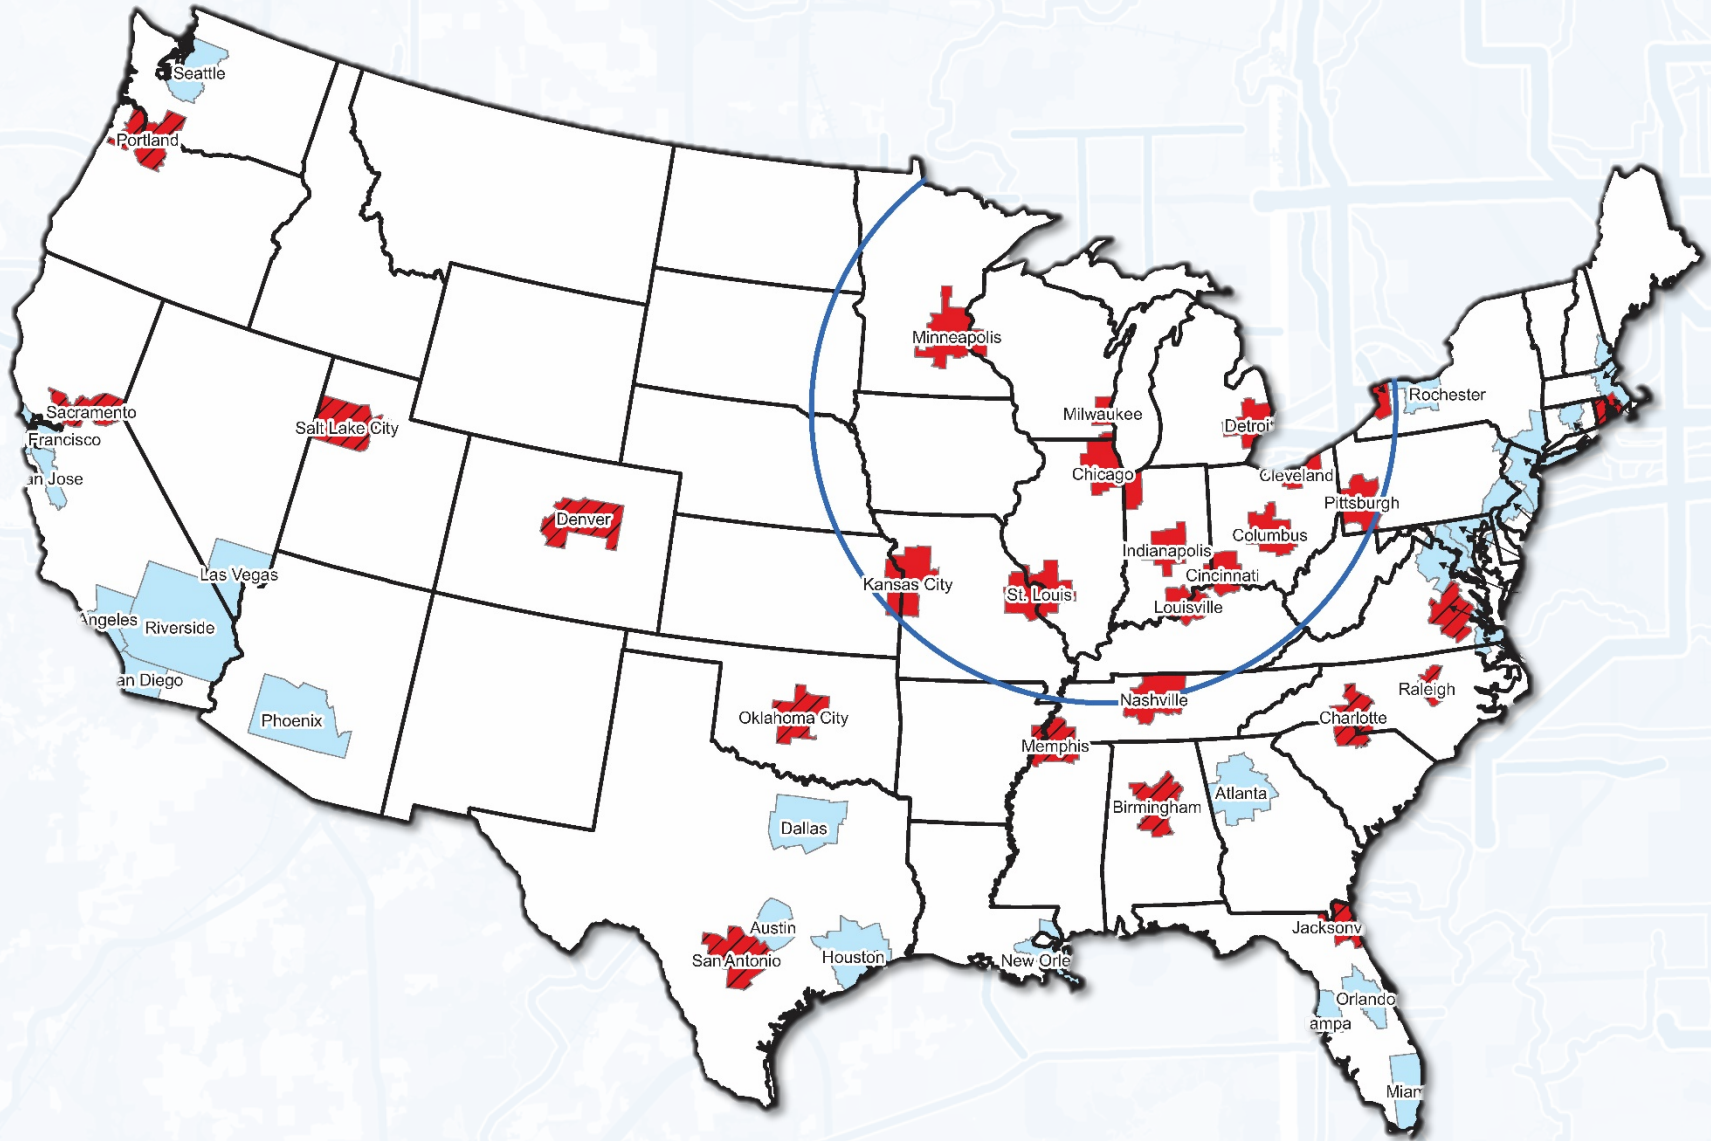 Seattle
Portland
Minneapolis
Rochester
Sacramento
Milwaukee
Salt Lake City
Detroi
Francisco
Chicago
Cleveland
an Jose
Pittsburgh
Denver
Columbus
Indianapolis
Las Vegas
Cincinnati
Kansas City
St. Louis
Louisville
Angeles
Riverside
an Diego
Raleigh
Nashville
Phoenix
Oklahoma City
Charlotte
Memphis
Atlanta
Birmingham
Dallas
Austin
Jacksonv
San Antonio
Houston
New Orle
Orlando
ampa
Miam